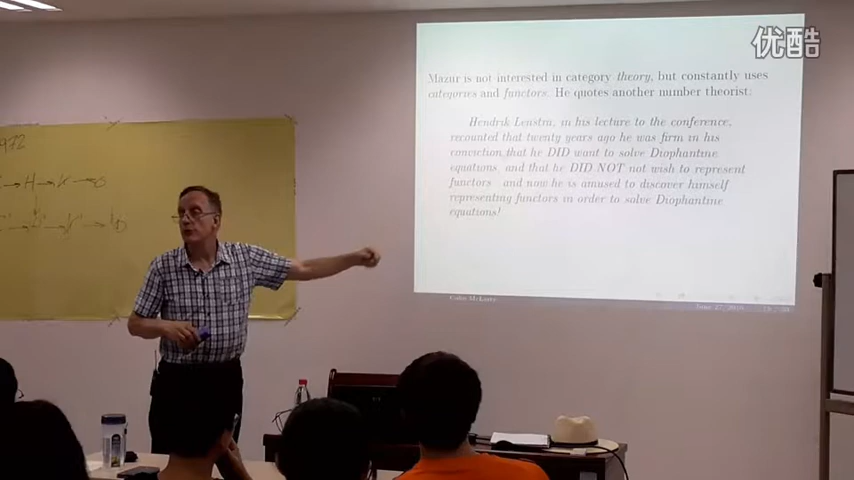 优酷
Mazur is not interested in category theory, but constantly uses
categories and functors. He quotes another number theorist:
Hendrik Lenstra, in his lecture to the conference,
recounted that twenty years ago he was firm in his
conviction that he DID want to solve Diophantine
equations, and that he DID NOT not wish to represent
functors – and now he is amused to discover himself
representing functors in order to solve Diophantine
equations!
1972
Colin McLarty